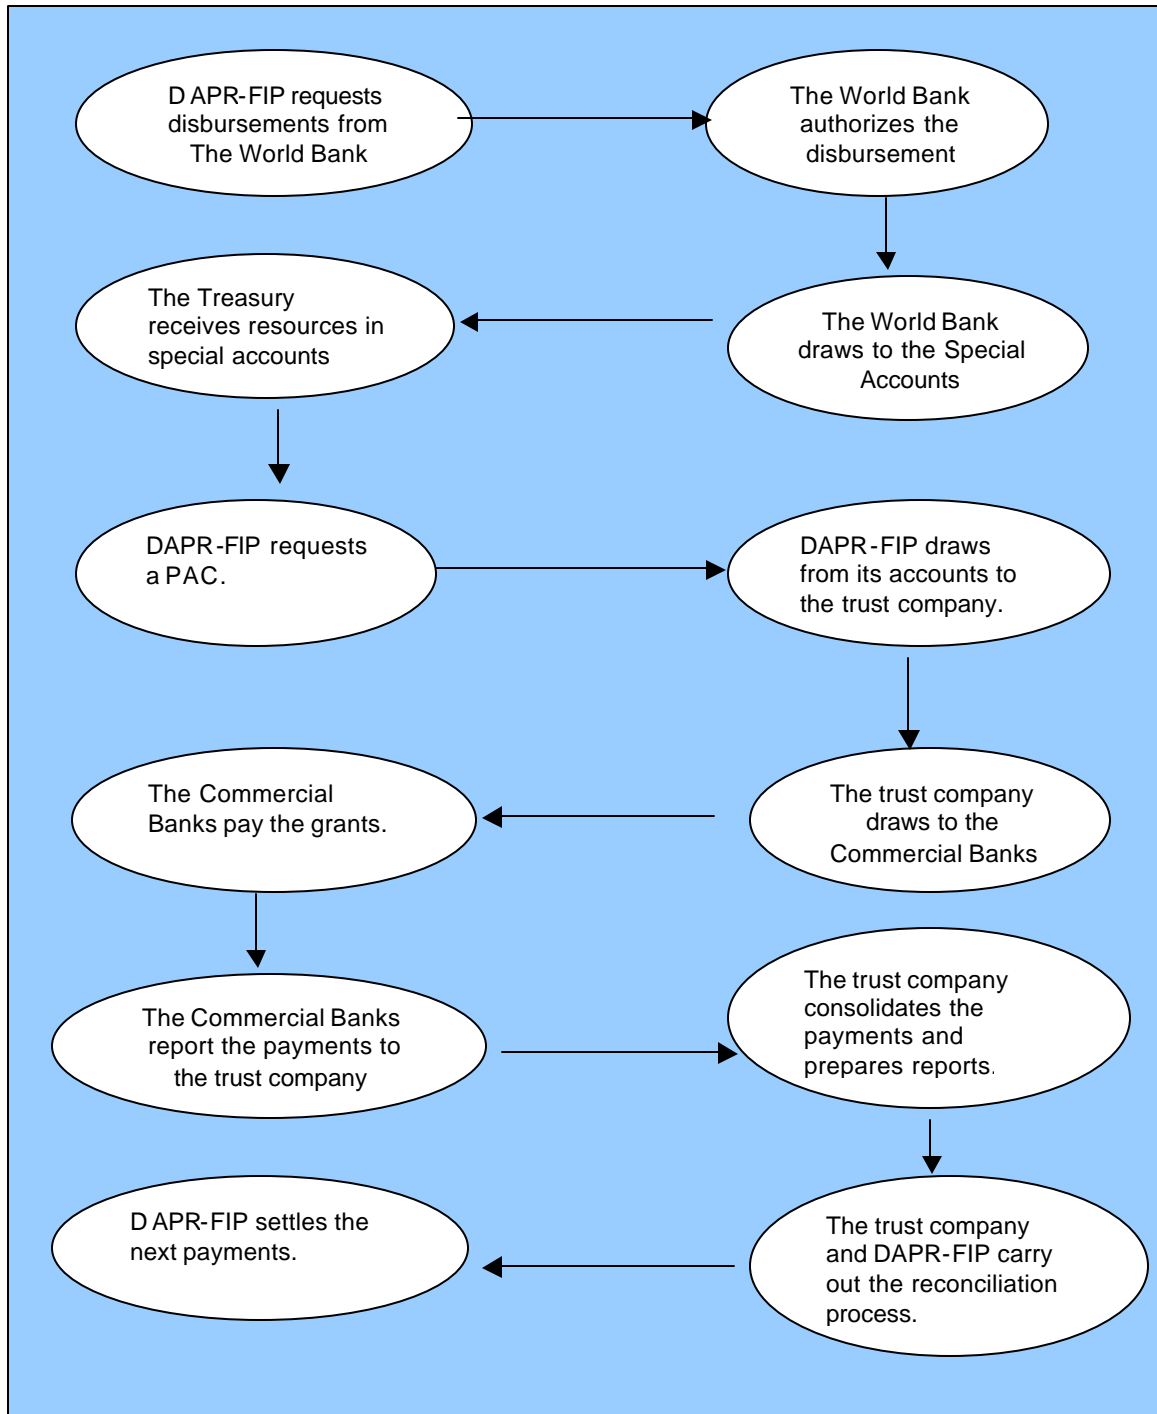 DAPR-FIP requests
disbursements from
The World Bank
The World Bank
authorizes the
disbursement
The World Bank
draws to the Special
Accounts
The Treasury
receives resources in
special accounts
DAPR-FIP requests
a PAC.
DAPR-FIP draws
from its accounts to
the trust company.
The trust company
draws to the
Commercial Banks
The Commercial
Banks pay the grants.
The Commercial Banks
report the payments to
the trust company
The trust company
consolidates the
payments and
prepares reports.
The trust company
and DAPR-FIP carry
out the reconciliation
process.
DAPR-FIP settles the
next payments.